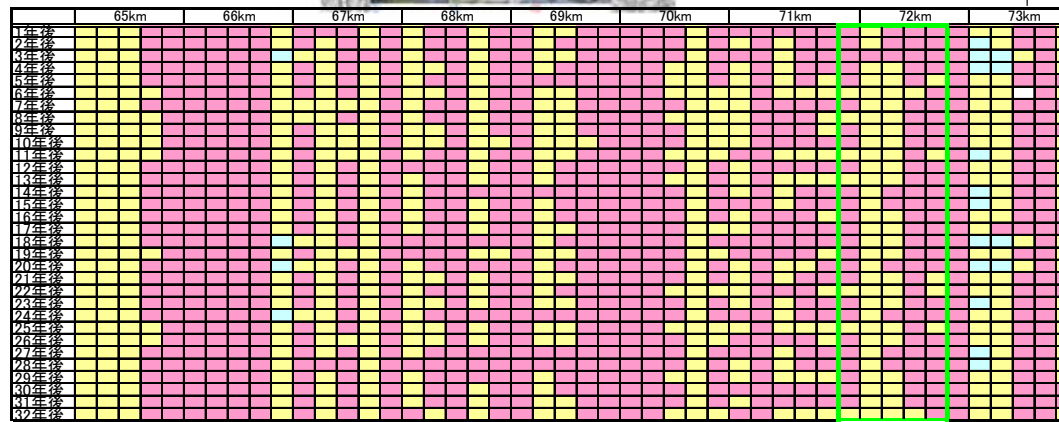 65km 66km 67km 68km 69km 70km 71km 72km 73km
1年後
2年後
3年後
4年後
5年後
6年後
7年後
8年後
9年後
10年後
11年後
12年後
13年後
14年後
15年後
16年後
17年後
18年後
19年後
20年後
21年後
22年後
23年後
24年後
25年後
26年後
27年後
28年後
29年後
30年後
31年後
32年後